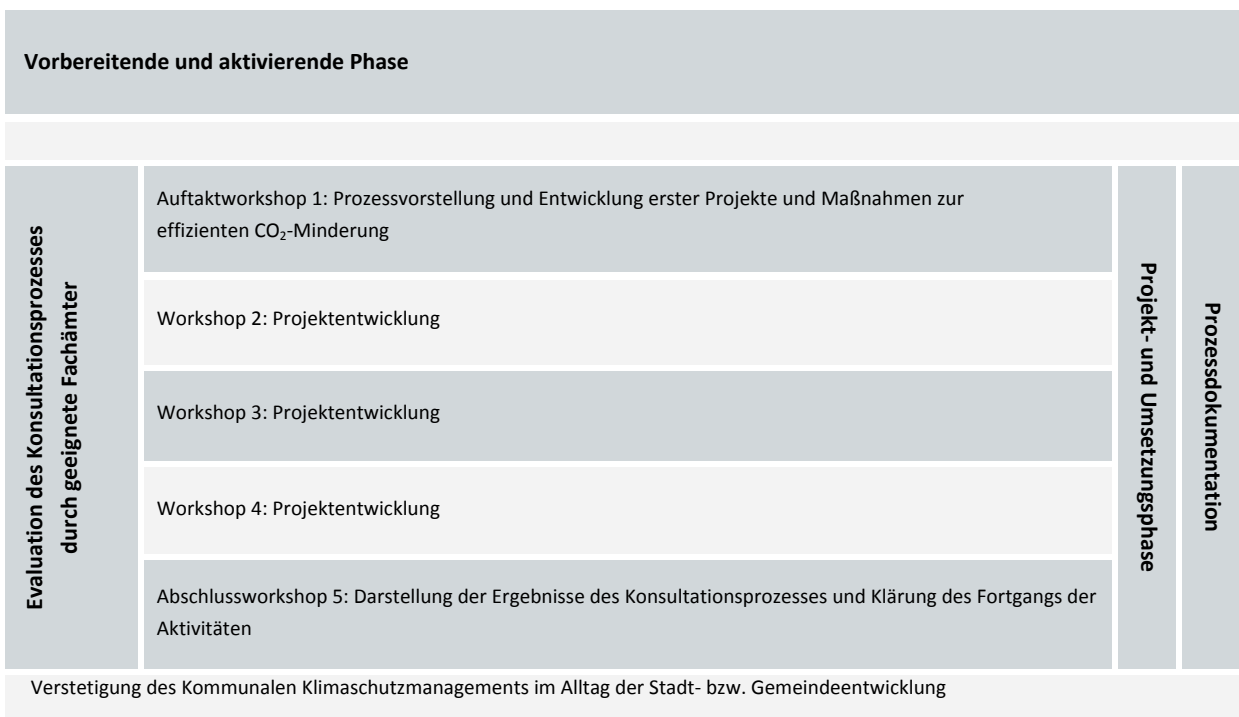 Vorbereitende und aktivierende Phase
Evaluation des Konsultationsprozesses
durch geeignete Fachämter
Auftaktworkshop 1: Prozessvorstellung und Entwicklung erster Projekte und Maßnahmen zur
effizienten CO₂-Minderung
Workshop 2: Projektentwicklung
Workshop 3: Projektentwicklung
Workshop 4: Projektentwicklung
Abschlussworkshop 5: Darstellung der Ergebnisse des Konsultationsprozesses und Klärung des Fortgangs der
Aktivitäten
Projekt- und Umsetzungsphase
Prozessdokumentation
Verstetigung des Kommunalen Klimaschutzmanagements im Alltag der Stadt- bzw. Gemeindeentwicklung